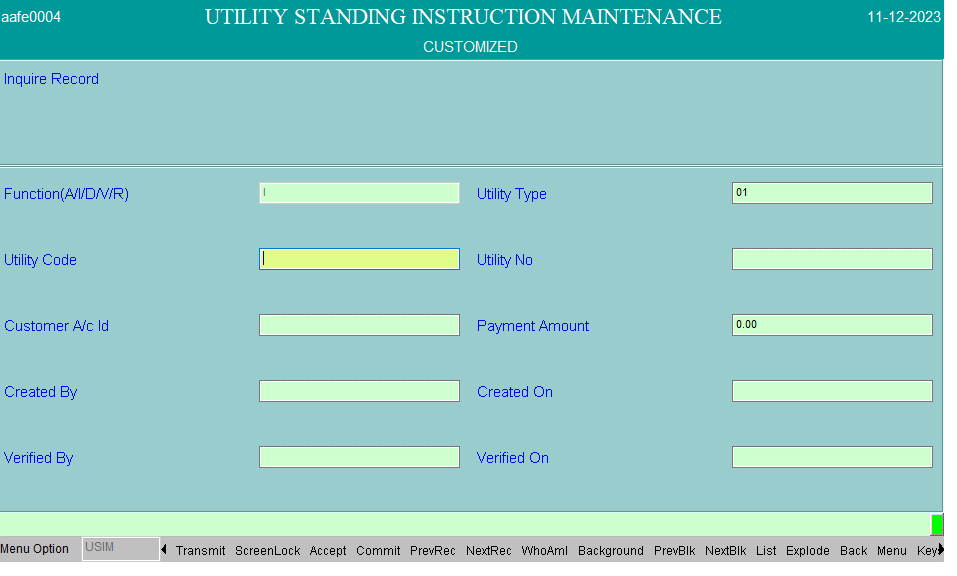 aafe0004 UTILITY STANDING INSTRUCTION MAINTENANCE 11-12-2023
CUSTOMIZED
Inquire Record
Function(A/I/D/V/R) I Utility Type 01
Utility Code Utility No
Customer A/c Id Payment Amount 0.00
Created By Created On
Verified By Verified On
Menu Option USIM Transmit ScreenLock Accept Commit PrevRec NextRec WhoAmI Background PrevBlk NextBlk List Explode Back Menu Key